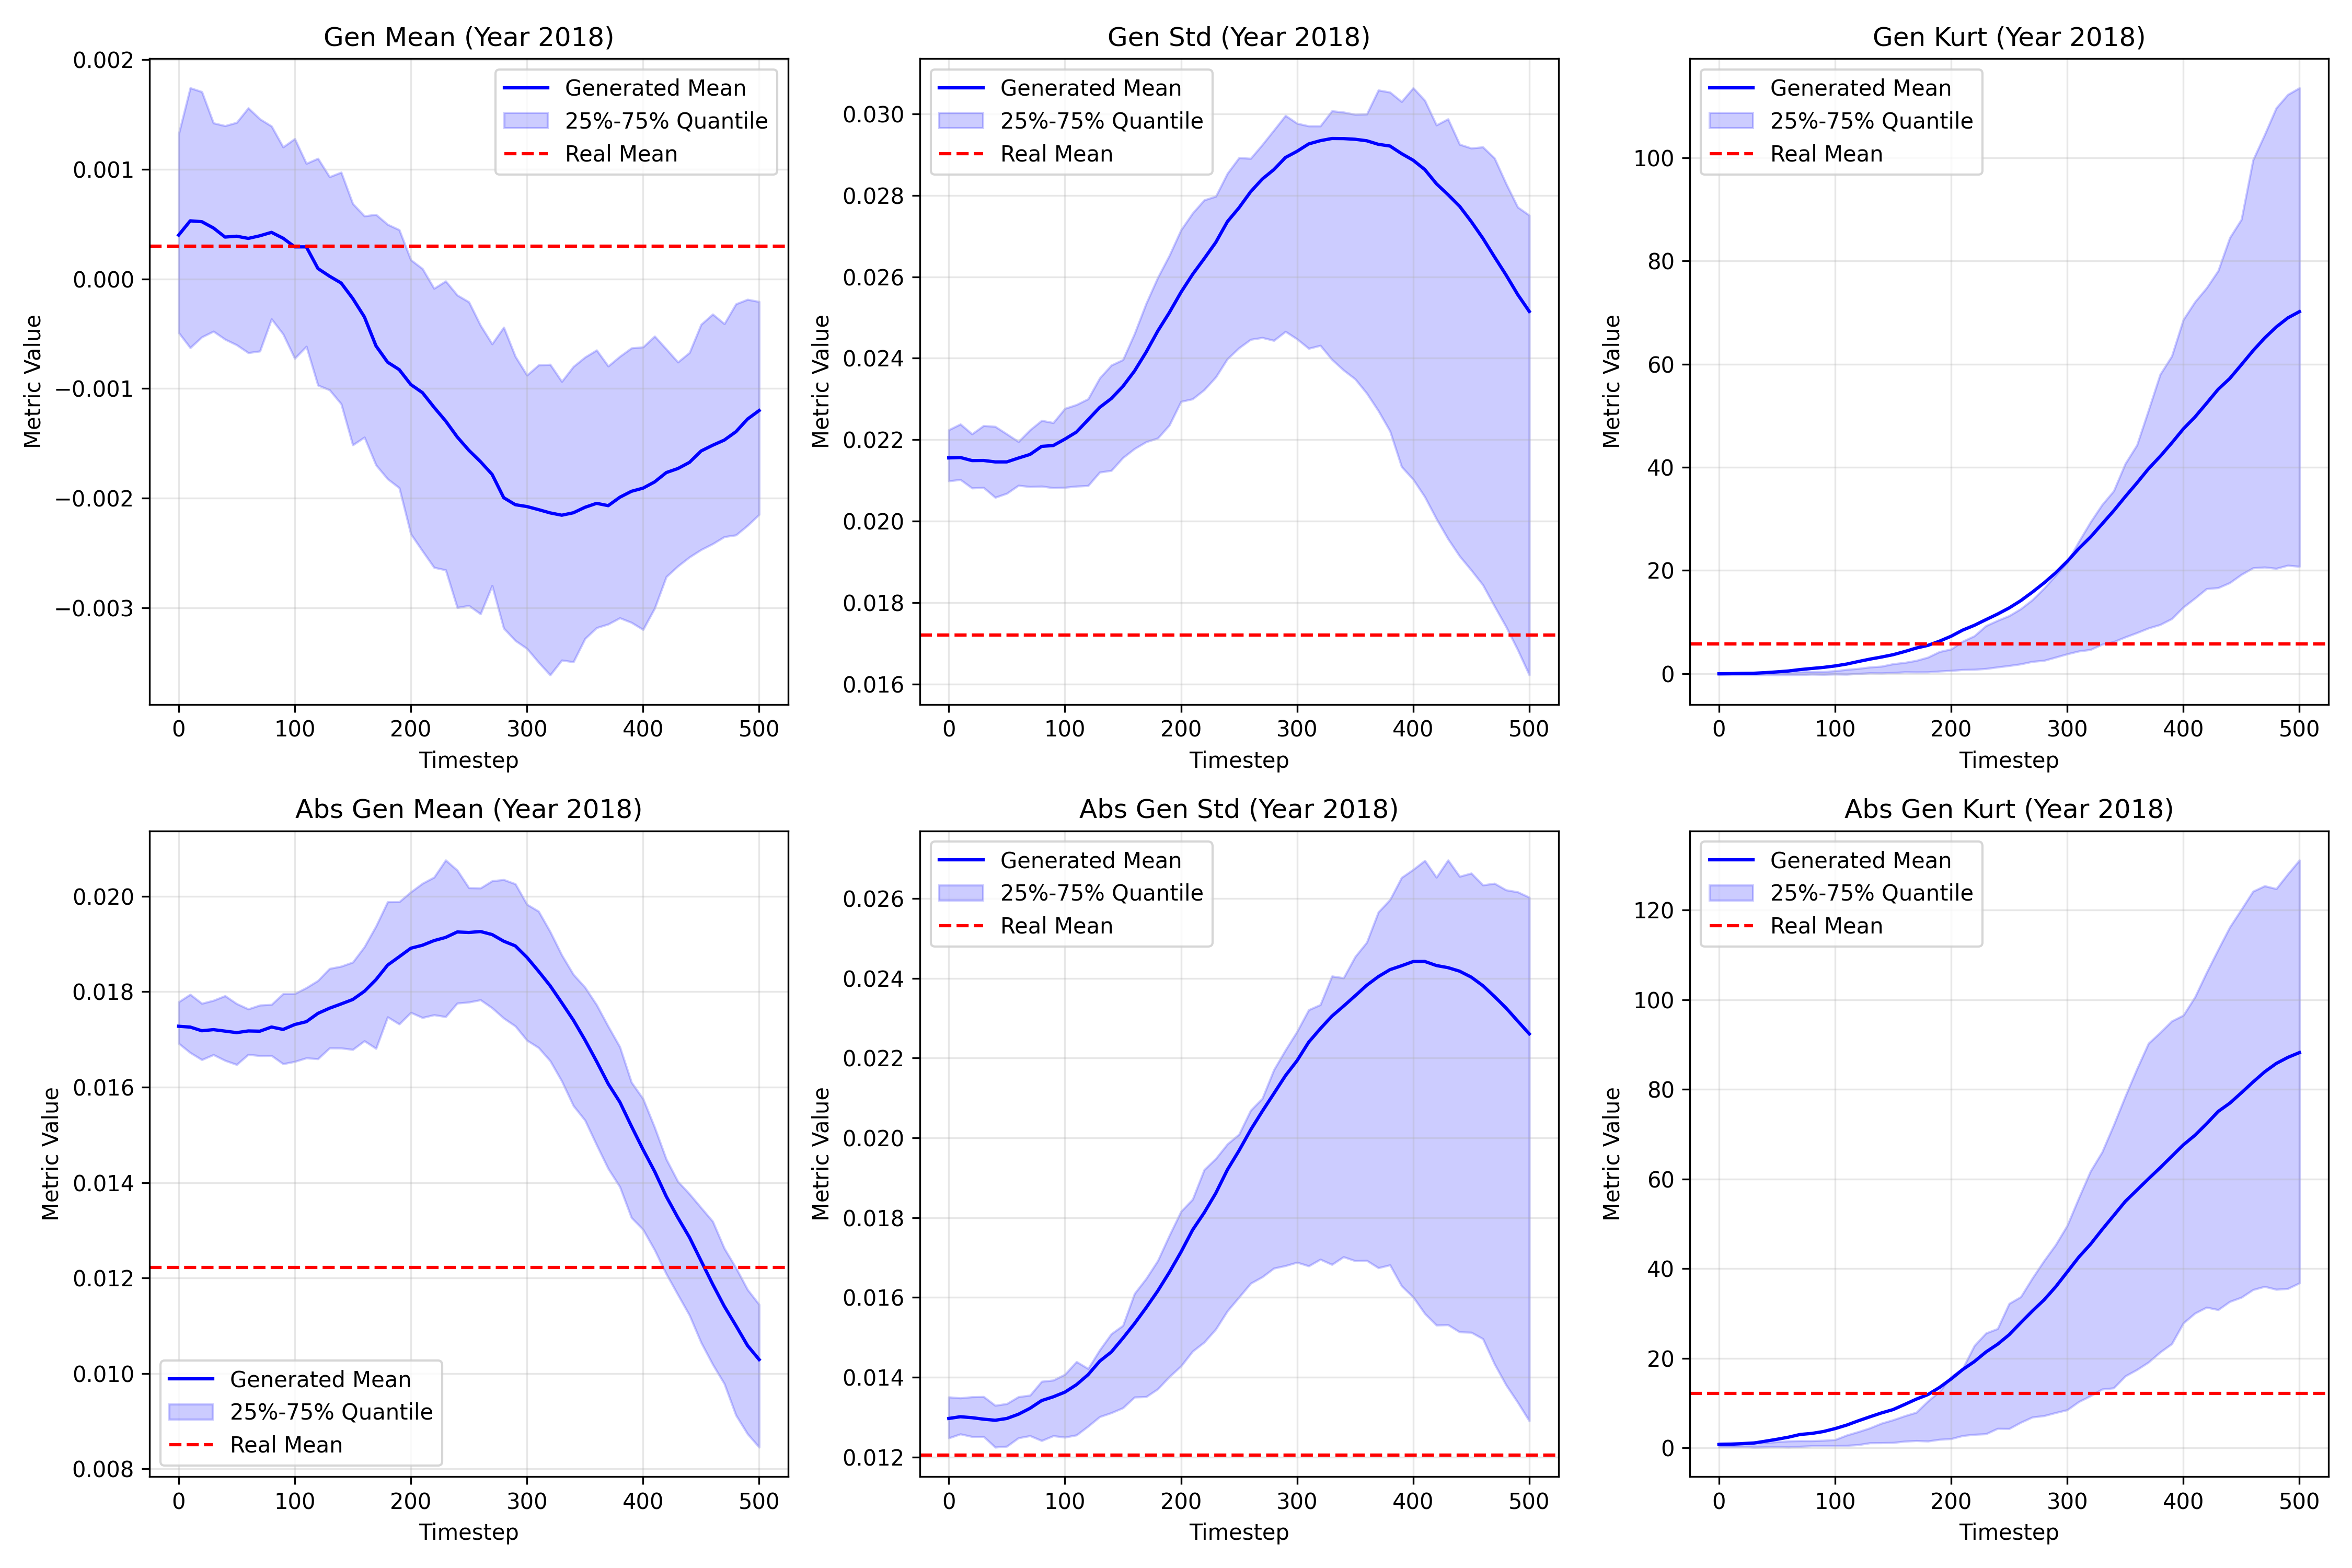 Gen Mean (Year 2018)
Metric Value
0.002
0.001
0.000
−0.001
−0.002
−0.003
Generated Mean
25%-75% Quantile
Real Mean
0 100 200 300 400 500
Timestep
Gen Std (Year 2018)
Metric Value
0.030
0.028
0.026
0.024
0.022
0.020
0.018
0.016
Generated Mean
25%-75% Quantile
Real Mean
0 100 200 300 400 500
Timestep
Gen Kurt (Year 2018)
Metric Value
100
80
60
40
20
0
Generated Mean
25%-75% Quantile
Real Mean
0 100 200 300 400 500
Timestep
Abs Gen Mean (Year 2018)
Metric Value
0.020
0.018
0.016
0.014
0.012
0.010
0.008
Generated Mean
25%-75% Quantile
Real Mean
0 100 200 300 400 500
Timestep
Abs Gen Std (Year 2018)
Metric Value
0.026
0.024
0.022
0.020
0.018
0.016
0.014
0.012
Generated Mean
25%-75% Quantile
Real Mean
0 100 200 300 400 500
Timestep
Abs Gen Kurt (Year 2018)
Metric Value
120
100
80
60
40
20
0
Generated Mean
25%-75% Quantile
Real Mean
0 100 200 300 400 500
Timestep